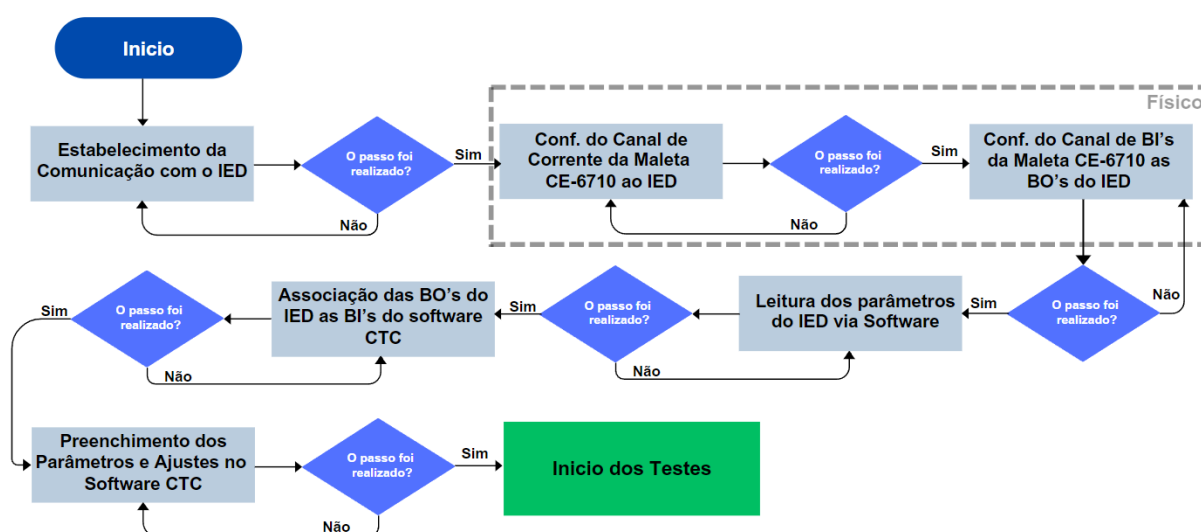 Inicio
Físico
Estabelecimento da
Comunicação com o IED
O passo foi
realizado?
Sim
Não
Conf. do Canal de
Corrente da Maleta
CE-6710 ao IED
O passo foi
realizado?
Sim
Não
Conf. do Canal de BI's
da Maleta CE-6710 as
BO's do IED
O passo foi
realizado?
Não
Sim
Leitura dos parâmetros
do IED via Software
O passo foi
realizado?
Não
Sim
Associação das BO's do
IED as BI's do software
CTC
O passo foi
realizado?
Não
Sim
Preenchimento dos
Parâmetros e Ajustes no
Software CTC
O passo foi
realizado?
Sim
Não
Inicio dos Testes